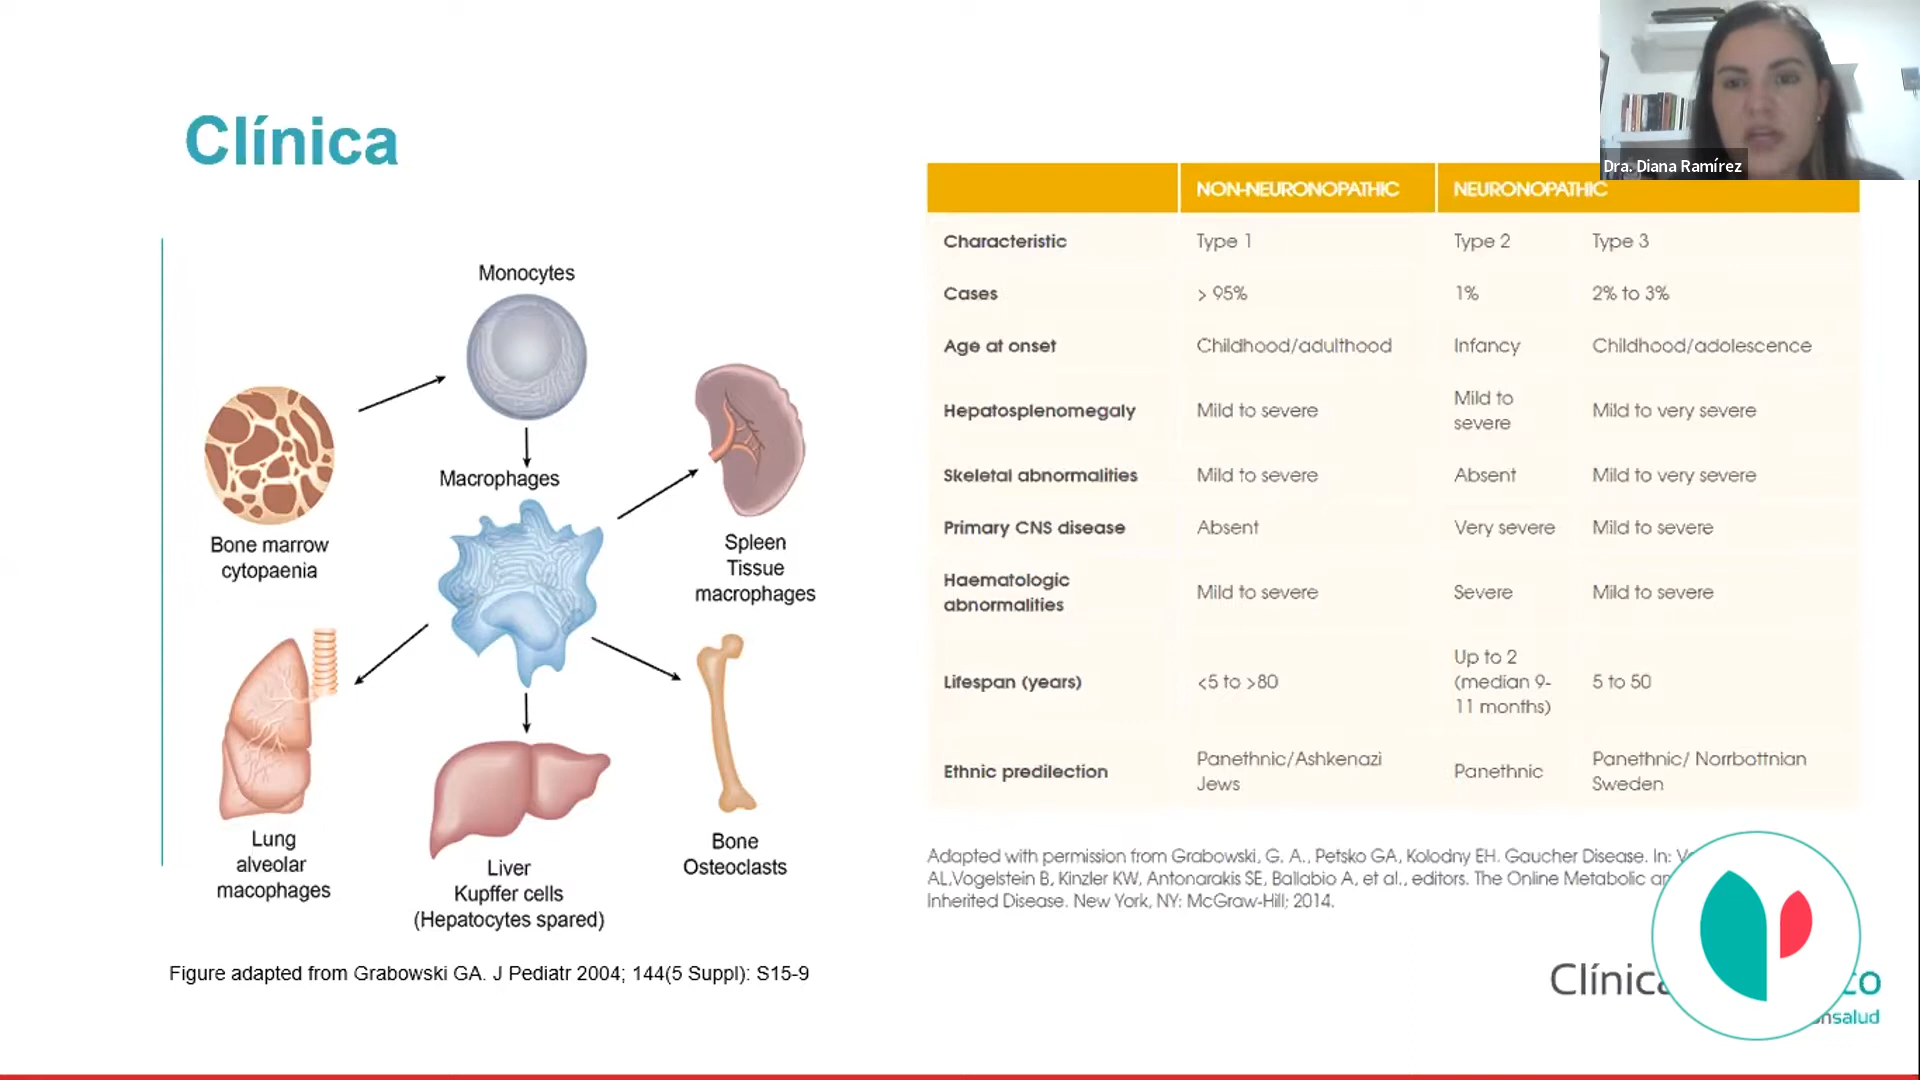 Clínica
Dra. Diana Ramírez
Monocytes
Macrophages
Bone marrow
cytopaenia
Spleen
Tissue
macrophages
Lung
alveolar
macophages
Liver
Kupffer cells
(Hepatocytes spared)
Bone
Osteoclasts
Figure adapted from Grabowski GA. J Pediatr 2004; 144(5 Suppl): S15-9
NON-NEURONOPATHIC NEURONOPATHIC
Characteristic Type 1 Type 2 Type 3
Cases > 95% 1% 2% to 3%
Age at onset Childhood/adulthood Infancy Childhood/adolescence
Hepatosplenomegaly Mild to severe Mild to
severe Mild to very severe
Skeletal abnormalities Mild to severe Absent Mild to very severe
Primary CNS disease Absent Very severe Mild to severe
Haematologic
abnormalities Mild to severe Severe Mild to severe
Lifespan (years) <5 to >80 Up to 2
(median 9-
11 months) 5 to 50
Ethnic predilection Panethnic/Ashkenazi
Jews Panethnic Panethnic/ Norrbottnian
Sweden
Adapted with permission from Grabowski, G. A., Petsko GA, Kolodny EH. Gaucher Disease. In:
AL,Vogelstein B, Kinzler KW, Antonarakis SE, Ballabio A, et al., editors. The Online Metabolic
Inherited Disease. New York, NY: McGraw-Hill; 2014.